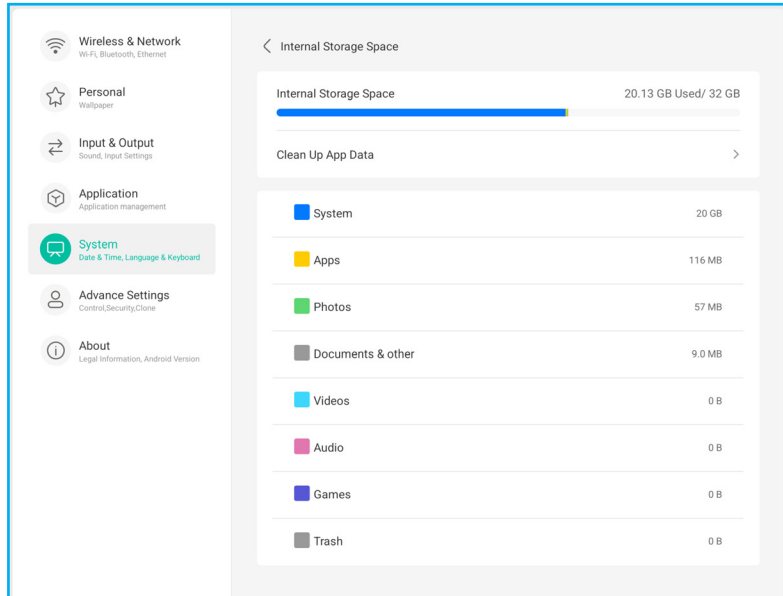 Wireless & Network
Wi-Fi, Bluetooth, Ethernet
Personal
Wallpaper
Input & Output
Sound, Input Settings
Application
Application management
System
Date & Time, Language & Keyboard
Advance Settings
Control,Security,Clone
About
Legal Information, Android Version
Internal Storage Space
Internal Storage Space 20.13 GB Used/ 32 GB
Clean Up App Data
System 20 GB
Apps 116 MB
Photos 57 MB
Documents & other 9.0 MB
Videos 0 B
Audio 0 B
Games 0 B
Trash 0 B